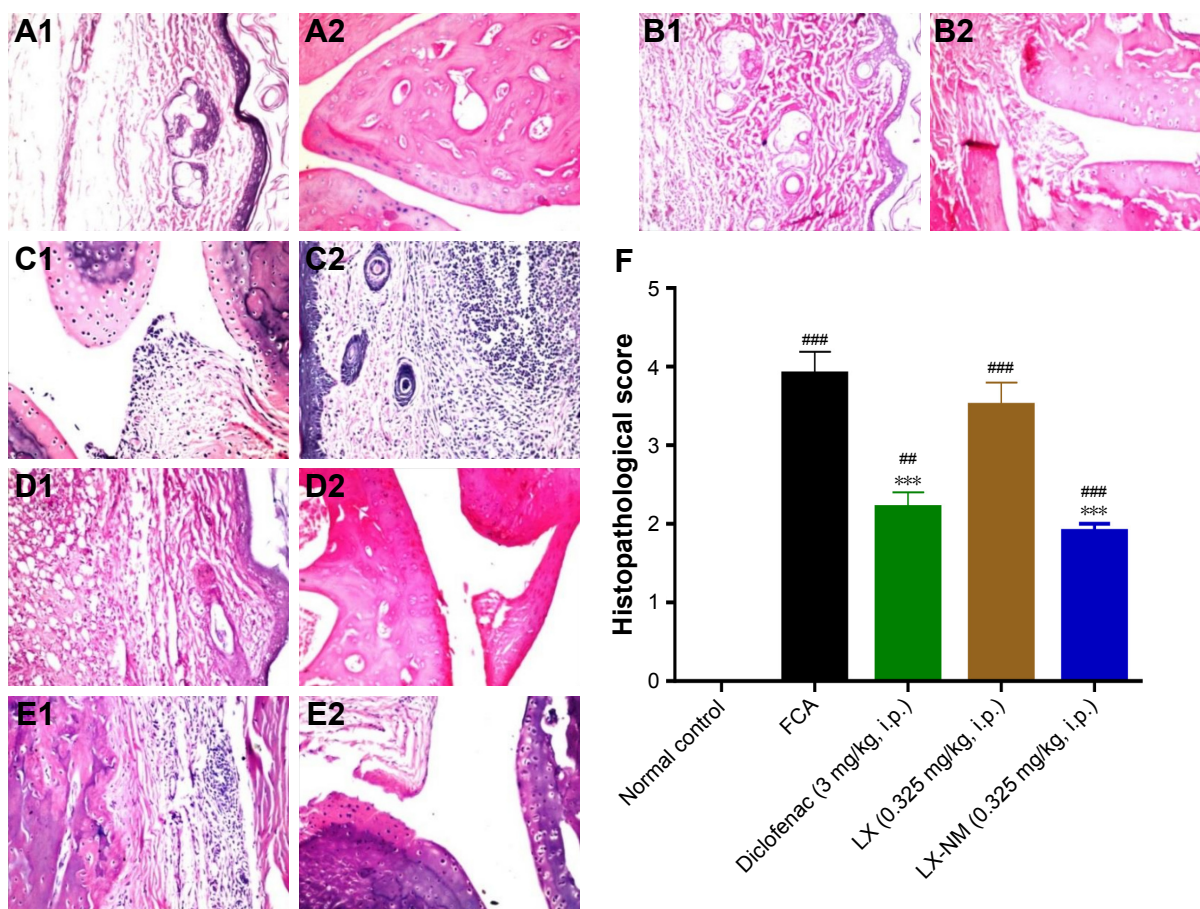 A1
A2
B1
B2
C1
C2
D1
D2
E1
E2
F
Histopathological score
5
4
3
2
1
0
###
##
***
###
###
***
Normal control
FCA
Diclofenac (3 mg/kg, i.p.)
LX (0.325 mg/kg, i.p.)
LX-NM (0.325 mg/kg, i.p.)